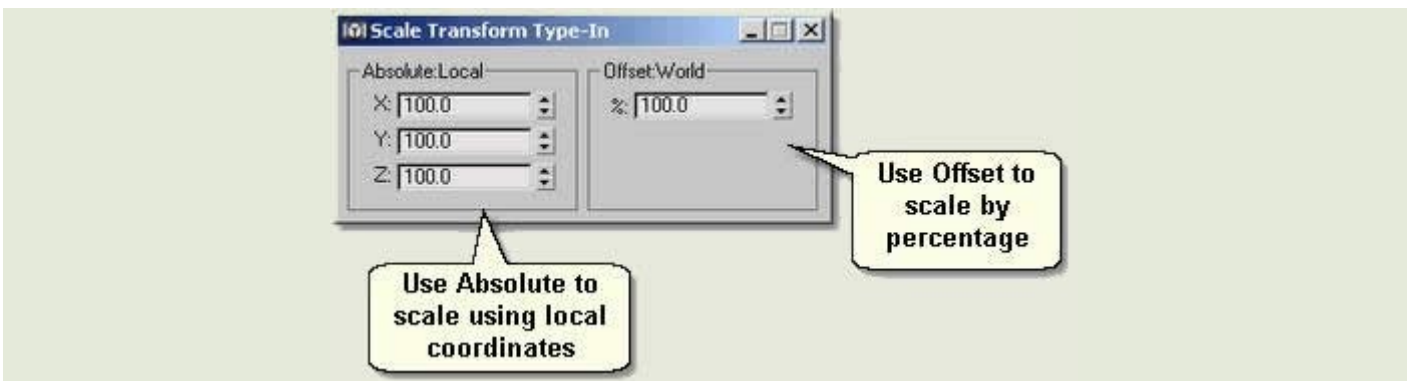 Scale Transform Type-In
Absolute:Local
X: 100.0
Y: 100.0
Z: 100.0
Offset:World
%: 100.0
Use Offset to
scale by
percentage
Use Absolute to
scale using local
coordinates